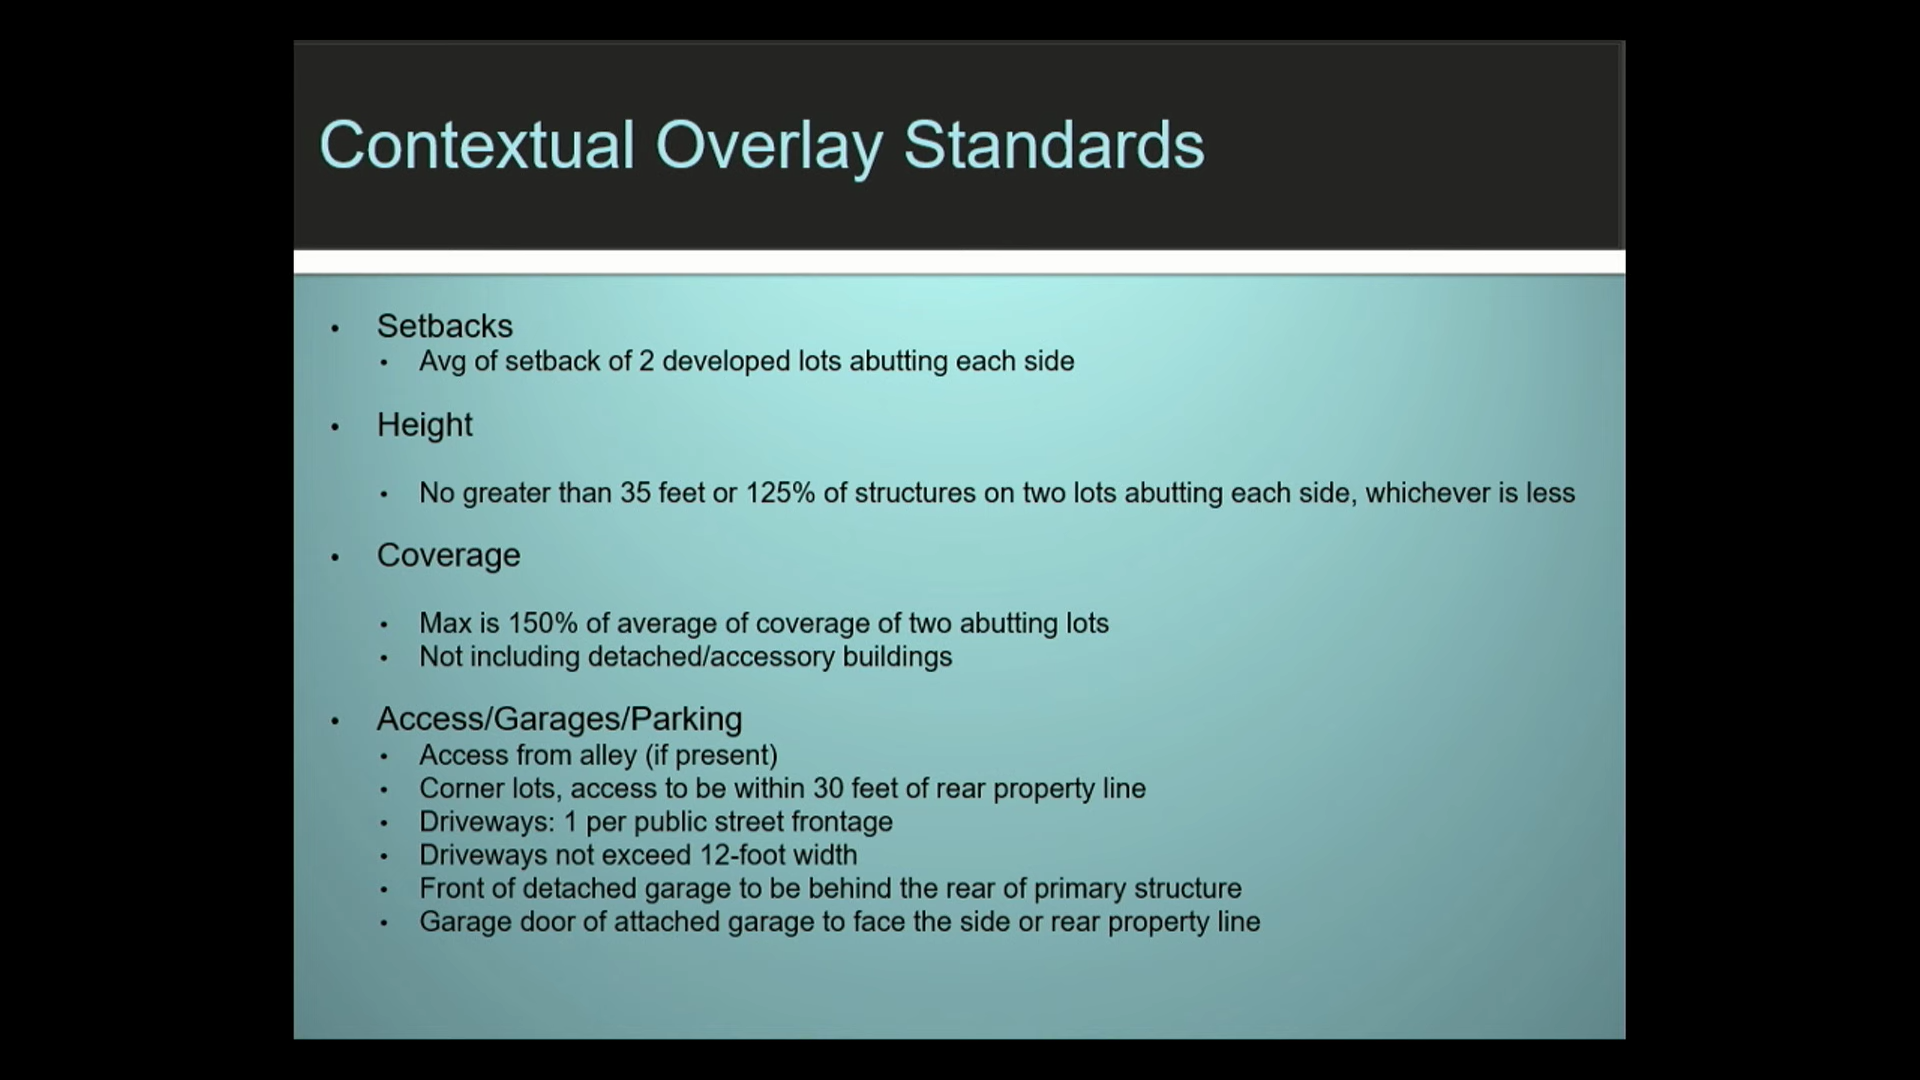 Contextual Overlay Standards
• Setbacks
• Avg of setback of 2 developed lots abutting each side
• Height
• No greater than 35 feet or 125% of structures on two lots abutting each side, whichever is less
• Coverage
• Max is 150% of average of coverage of two abutting lots
• Not including detached/accessory buildings
• Access/Garages/Parking
• Access from alley (if present)
• Corner lots, access to be within 30 feet of rear property line
• Driveways: 1 per public street frontage
• Driveways not exceed 12-foot width
• Front of detached garage to be behind the rear of primary structure
• Garage door of attached garage to face the side or rear property line